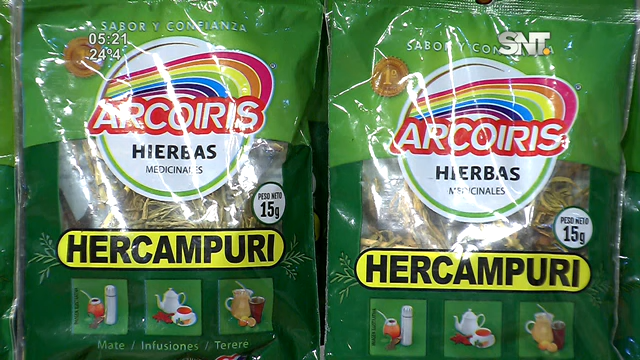 SABOR Y CONFIANZA
05:21
24°4
ARCOIRIS
HIERBAS
MEDICINALES
PESO NETO
15g
HERCAMPURI
Mate / Infusiones / Tereré
SABOR Y CON
SNT.
ARCOIRIS
HIERBAS
MEDICINALES
PESO NETO
15g
HERCAMPURI